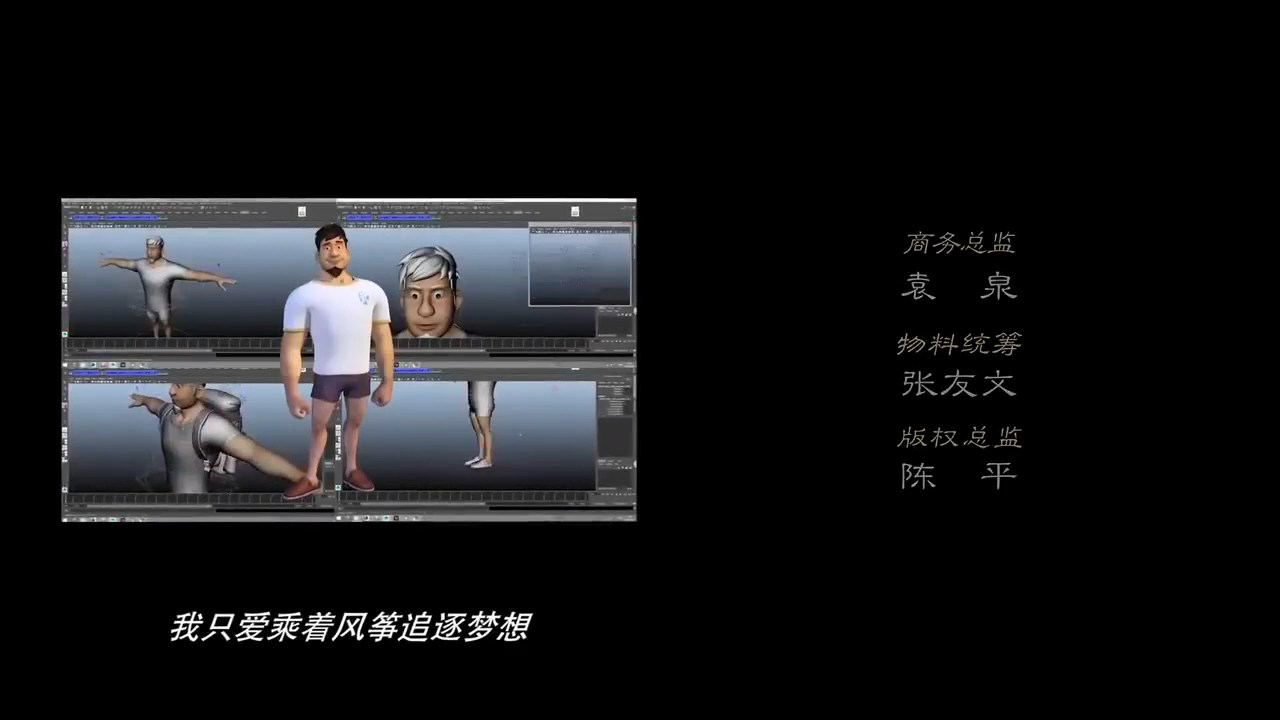 商务总监
袁 泉
物料统筹
张友文
版权总监
陈 平
我只爱乘着风筝追逐梦想